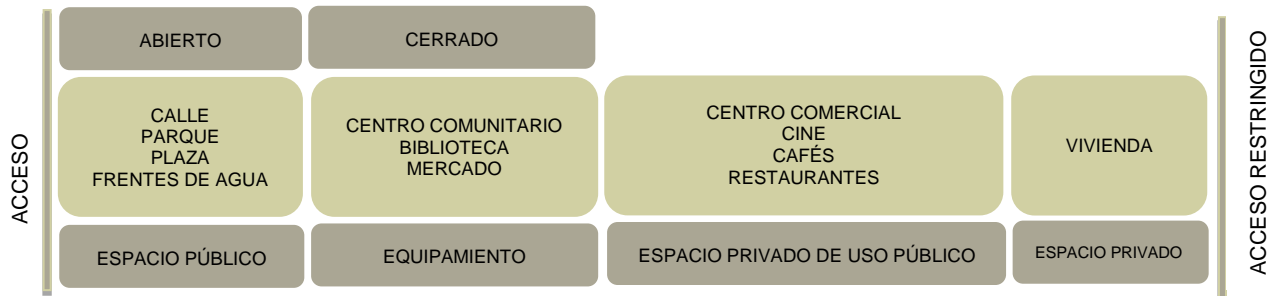 ACCESO
ABIERTO
CERRADO
CALLE
PARQUE
PLAZA
FRENTES DE AGUA
CENTRO COMUNITARIO
BIBLIOTECA
MERCADO
CENTRO COMERCIAL
CINE
CAFÉS
RESTAURANTES
VIVIENDA
ESPACIO PÚBLICO
EQUIPAMIENTO
ESPACIO PRIVADO DE USO PÚBLICO
ESPACIO PRIVADO
ACCESO RESTRINGIDO